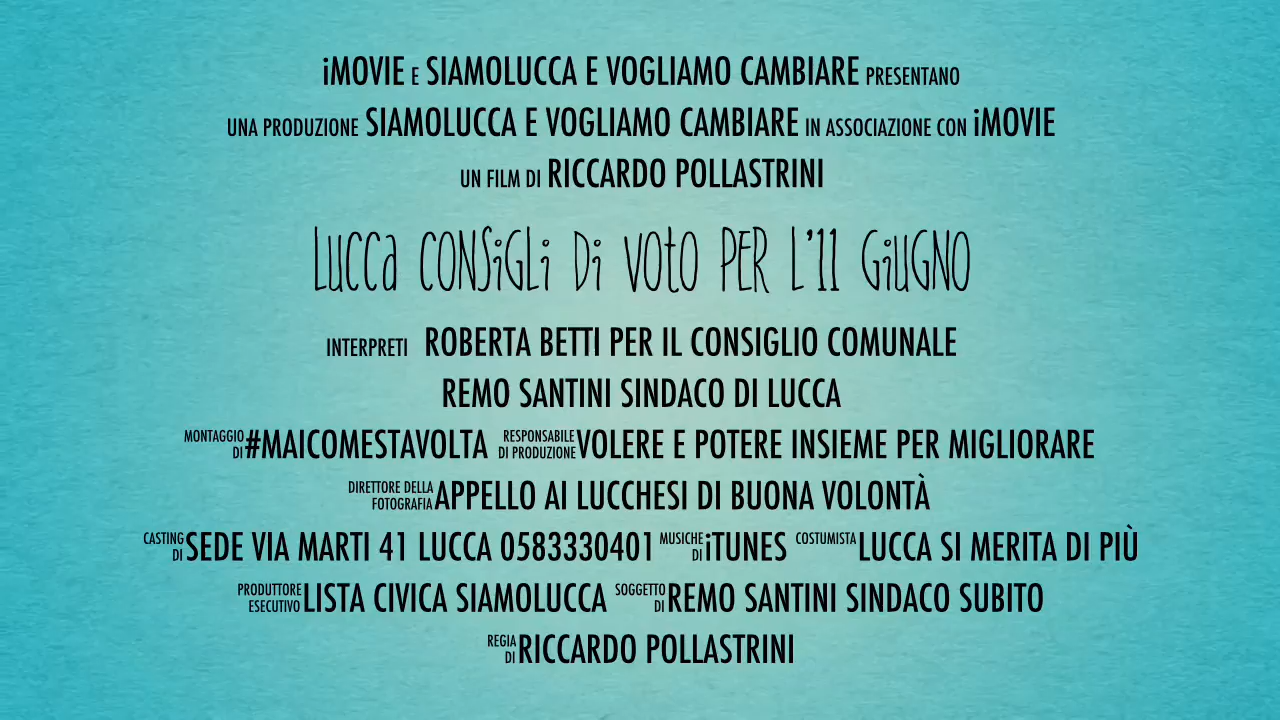 iMOVIE E SIAMOLUCCA E VOGLIAMO CAMBIARE PRESENTANO
UNA PRODUZIONE SIAMOLUCCA E VOGLIAMO CAMBIARE IN ASSOCIAZIONE CON iMOVIE
UN FILM DI RICCARDO POLLASTRINI
Lucca CONSiGLi Di VOtO PER L'11 GiUGNO
INTERPRETI ROBERTA BETTI PER IL CONSIGLIO COMUNALE
REMO SANTINI SINDACO DI LUCCA
MONTAGGIO DI #MAICOMESTAVOLTA RESPONSABILE DI PRODUZIONE VOLERE E POTERE INSIEME PER MIGLIORARE
DIRETTORE DELLA FOTOGRAFIA APPELLO AI LUCCHESI DI BUONA VOLONTÀ
CASTING DI SEDE VIA MARTI 41 LUCCA 0583330401 MUSICHE DI iTUNES COSTUMISTA LUCCA SI MERITA DI PIÙ
PRODUTTORE ESECUTIVO LISTA CIVICA SIAMOLUCCA SOGGETTO DI REMO SANTINI SINDACO SUBITO
REGIA DI RICCARDO POLLASTRINI